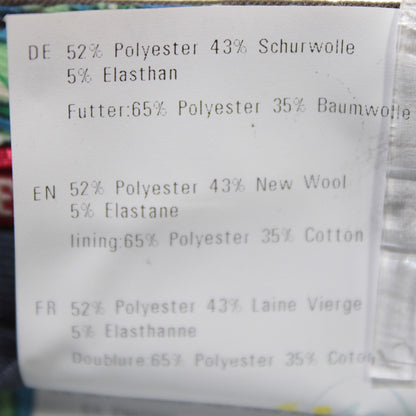 DE 52% Polyester 43% Schurwolle
5% Elasthan
Futter:65% Polyester 35% Baumwolle
EN 52% Polyester 43% New Wool
5% Elastane
lining:65% Polyester 35% Cotton
FR 52% Polyester 43% Laine Vierge
5% Elasthanne
Doublure:65% Polyester 35% Coton